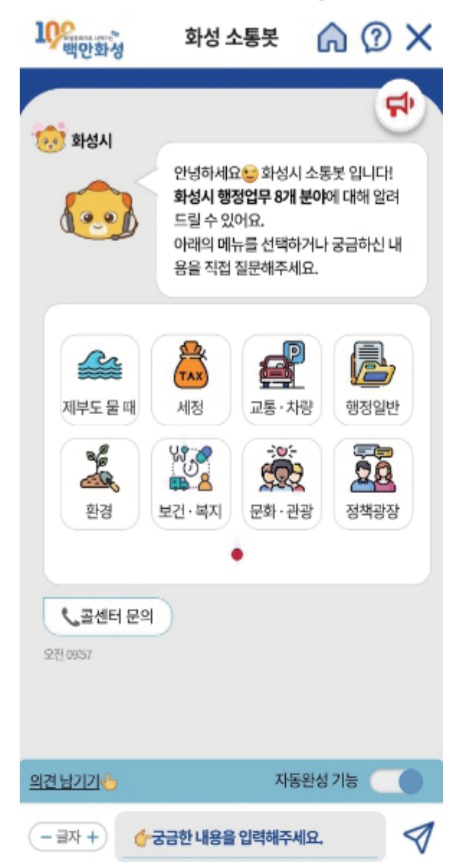 백만화성
화성 소통봇
화성시
안녕하세요😉 화성시 소통봇 입니다!
화성시 행정업무 8개 분야에 대해 알려
드릴 수 있어요.
아래의 메뉴를 선택하거나 궁금하신 내
용을 직접 질문해주세요.
제부도 물 때
TAX
세정
P
교통·차량
행정일반
환경
보건·복지
문화·관광
정책광장
📞콜센터 문의
오전 09:57
의견 남기기👆
자동완성 기능
- 글자 +
👉궁금한 내용을 입력해주세요.